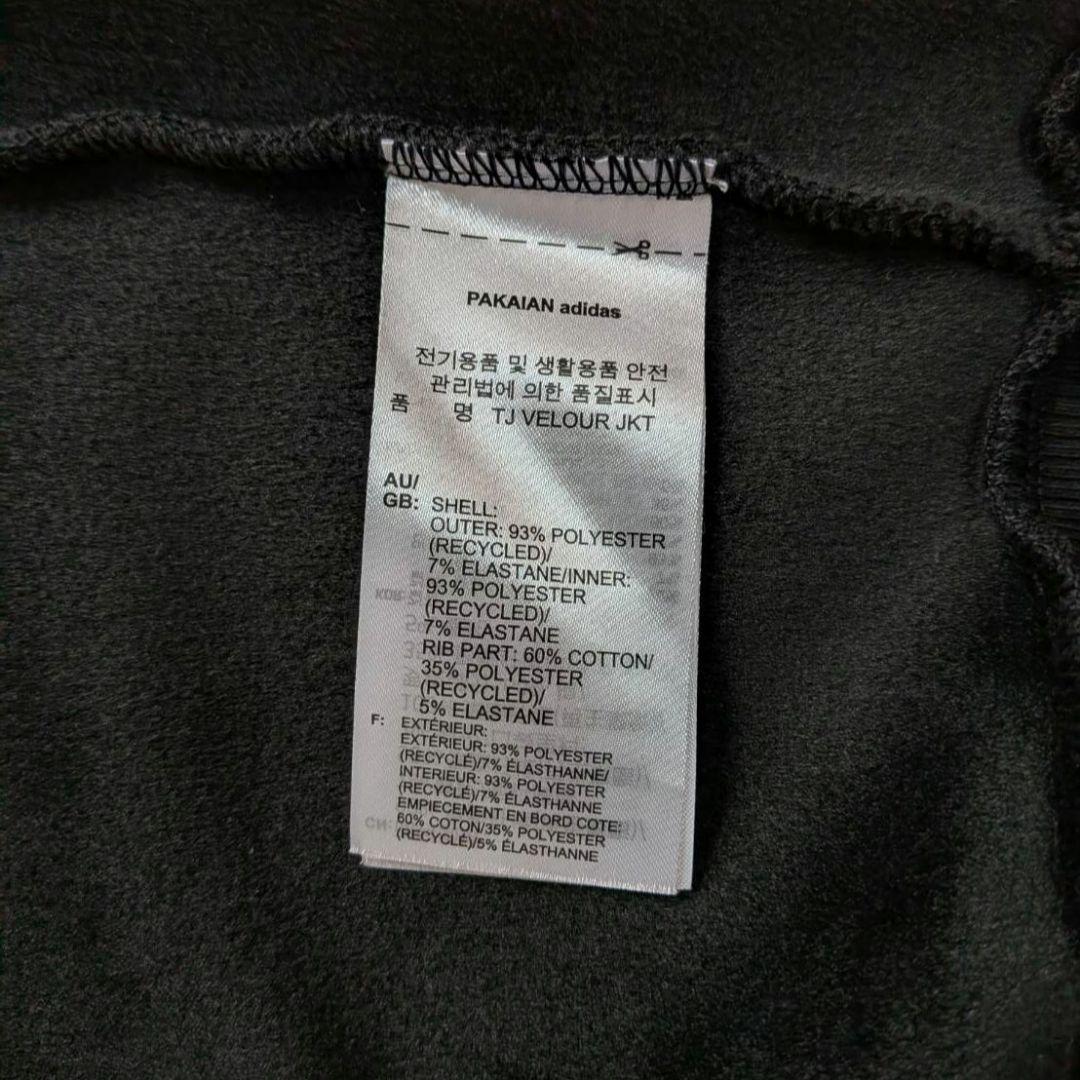 PAKAIAN adidas
전기용품 및 생활용품 안전
관리법에 의한 품질표시
품 명 TJ VELOUR JKT
AU/
GB: SHELL:
OUTER: 93% POLYESTER
(RECYCLED)/
7% ELASTANE/INNER:
93% POLYESTER
(RECYCLED)/
7% ELASTANE
RIB PART: 60% COTTON/
35% POLYESTER
(RECYCLED)/
5% ELASTANE
F: EXTÉRIEUR:
EXTÉRIEUR: 93% POLYESTER
(RECYCLÉ)/7% ÉLASTHANNE/
INTERIEUR: 93% POLYESTER
(RECYCLÉ)/7% ÉLASTHANNE
EMPIECEMENT EN BORD COTE:
60% COTON/35% POLYESTER
(RECYCLÉ)/5% ÉLASTHANNE